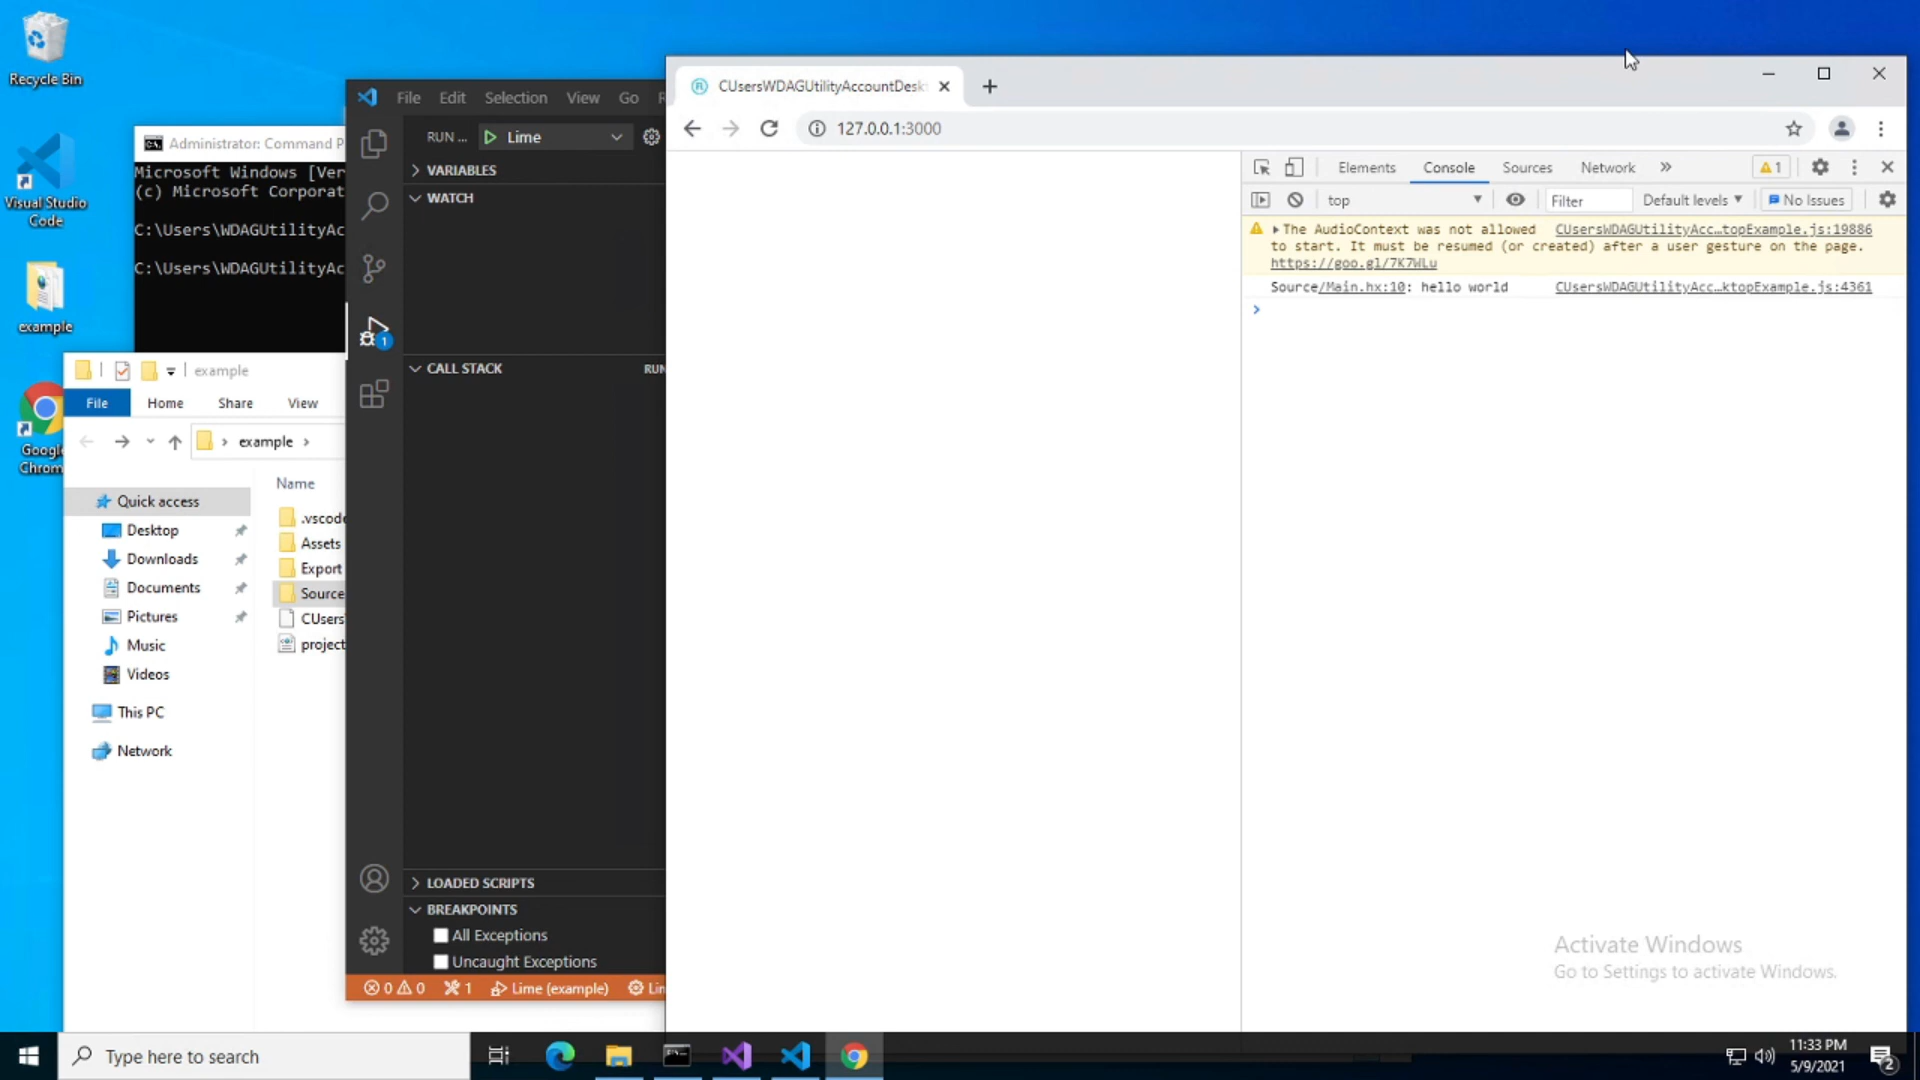 Recycle Bin
Visual Studio
Code
example
Google
Chrom
Administrator: Command P
Microsoft Windows [Ver
(c) Microsoft Corporat
C:\Users\WDAGUtilityAc
C:\Users\WDAGUtilityAc
example
File Home Share View
example
Name
Quick access
Desktop
Downloads
Documents
Pictures
Music
Videos
This PC
Network
.vscode
Assets
Export
Source
CUsers
project
File Edit Selection View Go R
RUN ... Lime
VARIABLES
WATCH
1
CALL STACK RUN
LOADED SCRIPTS
BREAKPOINTS
All Exceptions
Uncaught Exceptions
0 0 1 Lime (example) Lim
CUsersWDAGUtilityAccountDesk
127.0.0.1:3000
Elements Console Sources Network » 1
top Filter Default levels No Issues
The AudioContext was not allowed CUsersWDAGUtilityAcc…topExample.js:19886
to start. It must be resumed (or created) after a user gesture on the page.
https://goo.gl/7K7WLu
Source/Main.hx:10: hello world CUsersWDAGUtilityAcc…ktopExample.js:4361
Activate Windows
Go to Settings to activate Windows.
Type here to search
11:33 PM
5/9/2021
2